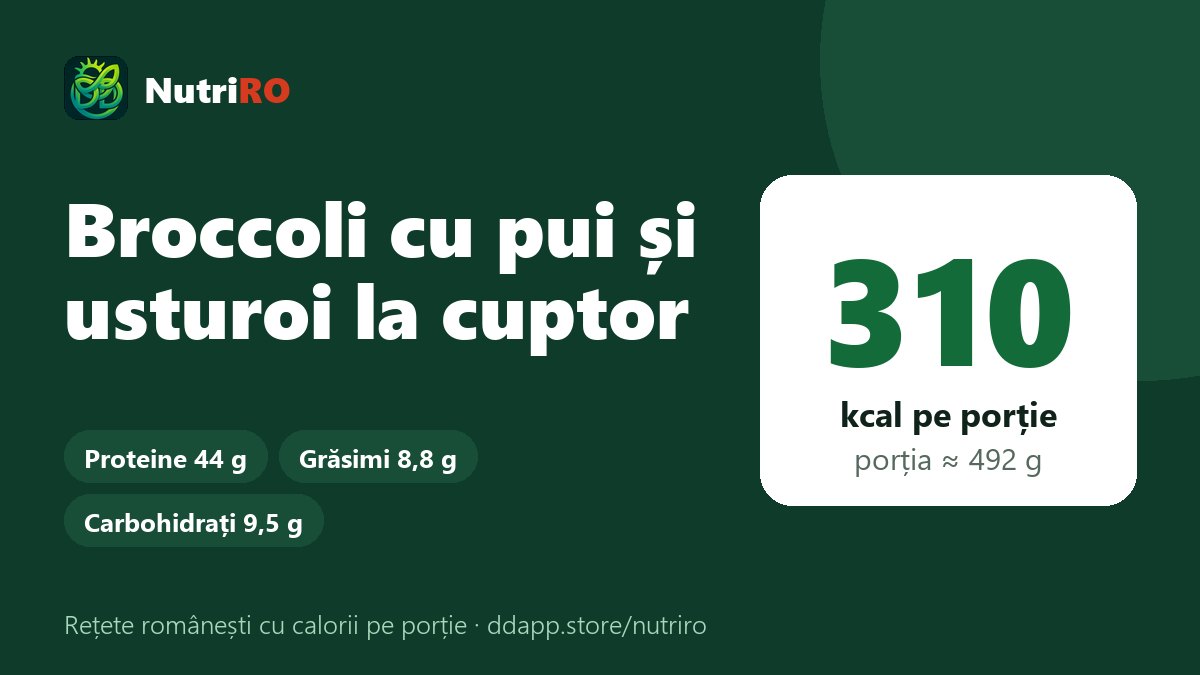 NutriRO
Broccoli cu pui și
usturoi la cuptor
Proteine 44 g
Grăsimi 8,8 g
Carbohidrați 9,5 g
310
kcal pe porție
porția ≈ 492 g
Rețete românești cu calorii pe porție · ddapp.store/nutriro